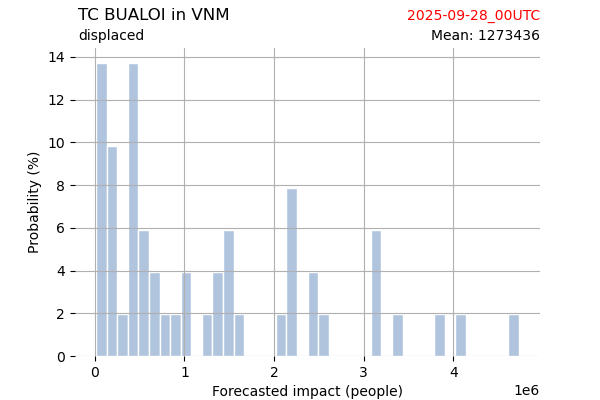 TC BUALOI in VNM
2025-09-28_00UTC
displaced
Mean: 1273436
14
12
10
8
6
4
2
0
Probability (%)
0 1 2 3 4
1e6
Forecasted impact (people)